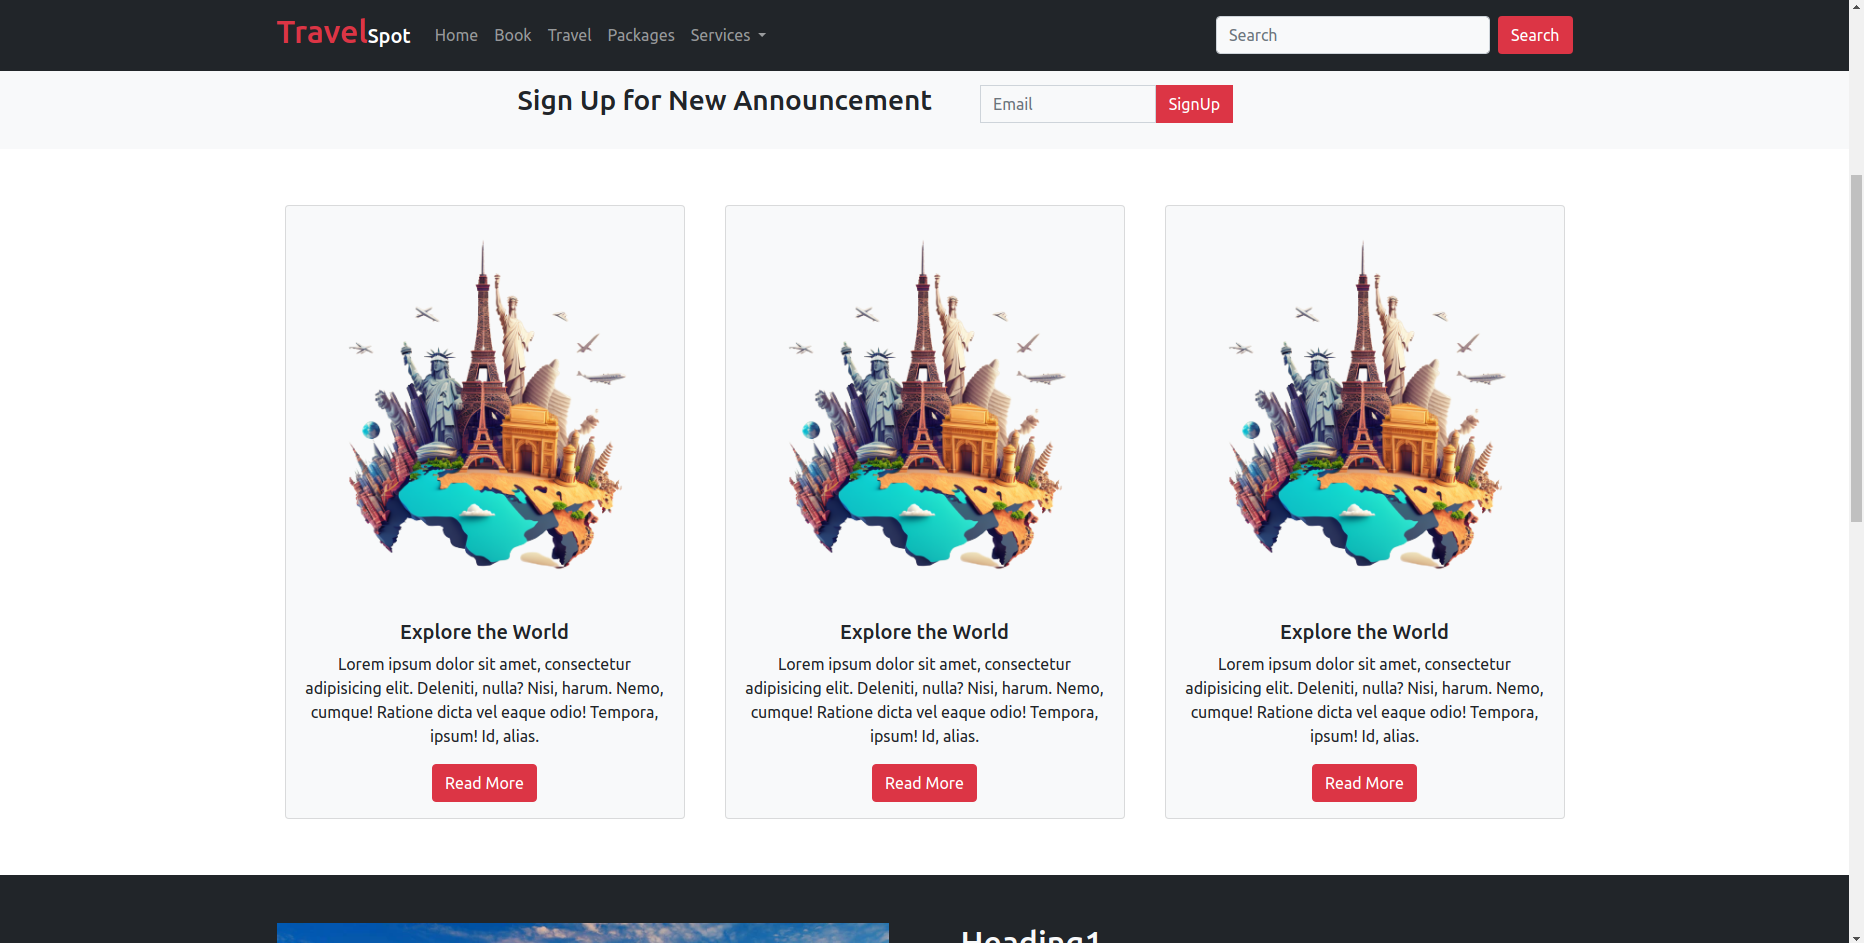 TravelSpot Home Book Travel Packages Services Search Search
Sign Up for New Announcement Email SignUp
Explore the World
Lorem ipsum dolor sit amet, consectetur
adipisicing elit. Deleniti, nulla? Nisi, harum. Nemo,
cumque! Ratione dicta vel eaque odio! Tempora,
ipsum! Id, alias.
Read More
Explore the World
Lorem ipsum dolor sit amet, consectetur
adipisicing elit. Deleniti, nulla? Nisi, harum. Nemo,
cumque! Ratione dicta vel eaque odio! Tempora,
ipsum! Id, alias.
Read More
Explore the World
Lorem ipsum dolor sit amet, consectetur
adipisicing elit. Deleniti, nulla? Nisi, harum. Nemo,
cumque! Ratione dicta vel eaque odio! Tempora,
ipsum! Id, alias.
Read More
Heading1